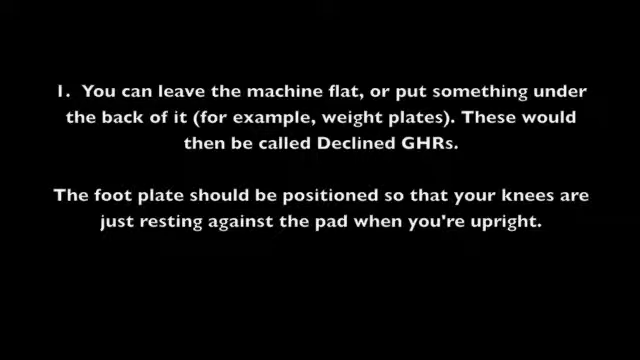 1.  You can leave the machine flat, or put something under
the back of it (for example, weight plates). These would
then be called Declined GHRs.
The foot plate should be positioned so that your knees are
just resting against the pad when you're upright.